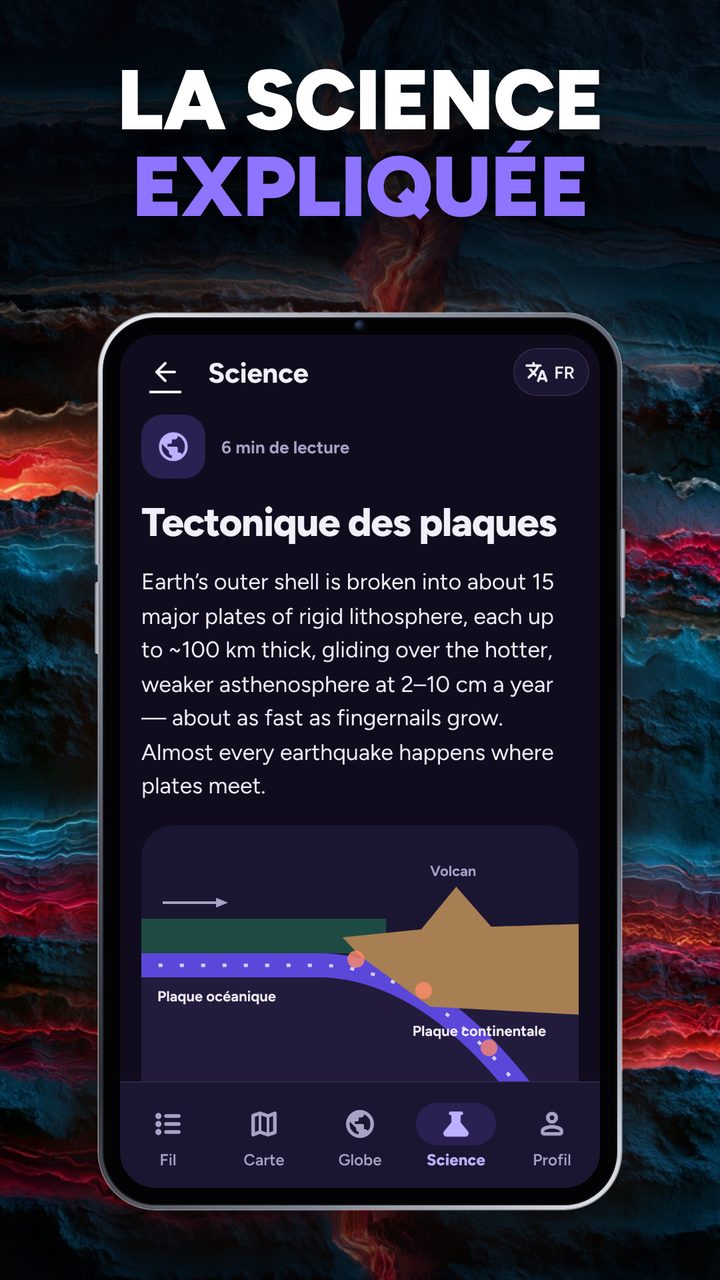 LA SCIENCE
EXPLIQUÉE
Science
FR
6 min de lecture
Tectonique des plaques
Earth’s outer shell is broken into about 15
major plates of rigid lithosphere, each up
to ~100 km thick, gliding over the hotter,
weaker asthenosphere at 2–10 cm a year
— about as fast as fingernails grow.
Almost every earthquake happens where
plates meet.
Volcan
Plaque océanique
Plaque continentale
Fil
Carte
Globe
Science
Profil